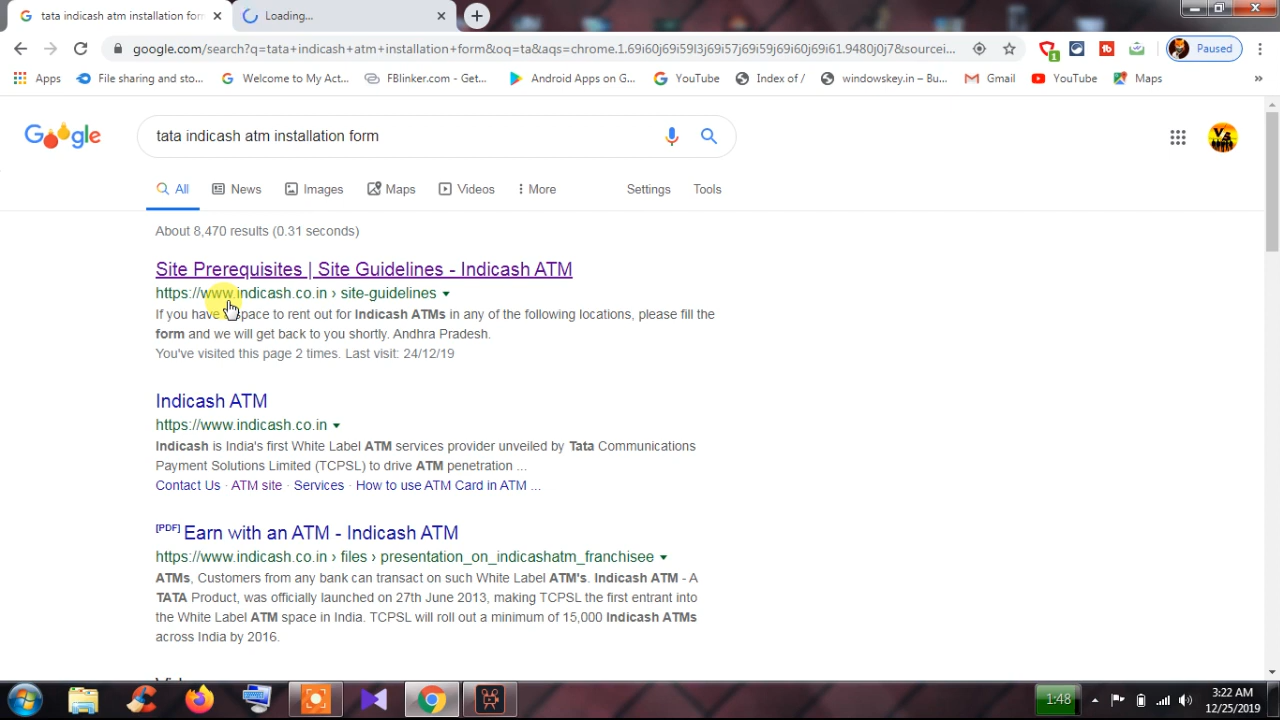 tata indicash atm installation form
Loading...
google.com/search?q=tata+indicash+atm+installation+form&oq=ta&aqs=chrome.1.69i60j69i59l3j69i57j69i59j69i60j69i61.9480j0j7&sourcei...
Paused
Apps
File sharing and sto...
Welcome to My Act...
FBlinker.com - Get...
Android Apps on G...
YouTube
Index of /
windowskey.in – Bu...
Gmail
YouTube
Maps
»
Google
tata indicash atm installation form
All News Images Maps Videos More Settings Tools
About 8,470 results (0.31 seconds)
Site Prerequisites | Site Guidelines - Indicash ATM
https://www.indicash.co.in › site-guidelines
If you have space to rent out for Indicash ATMs in any of the following locations, please fill the
form and we will get back to you shortly. Andhra Pradesh.
You've visited this page 2 times. Last visit: 24/12/19
Indicash ATM
https://www.indicash.co.in
Indicash is India's first White Label ATM services provider unveiled by Tata Communications
Payment Solutions Limited (TCPSL) to drive ATM penetration ...
Contact Us · ATM site · Services · How to use ATM Card in ATM ...
[PDF] Earn with an ATM - Indicash ATM
https://www.indicash.co.in › files › presentation_on_indicashatm_franchisee
ATMs, Customers from any bank can transact on such White Label ATM's. Indicash ATM - A
TATA Product, was officially launched on 27th June 2013, making TCPSL the first entrant into
the White Label ATM space in India. TCPSL will roll out a minimum of 15,000 Indicash ATMs
across India by 2016.
1:48
3:22 AM
12/25/2019